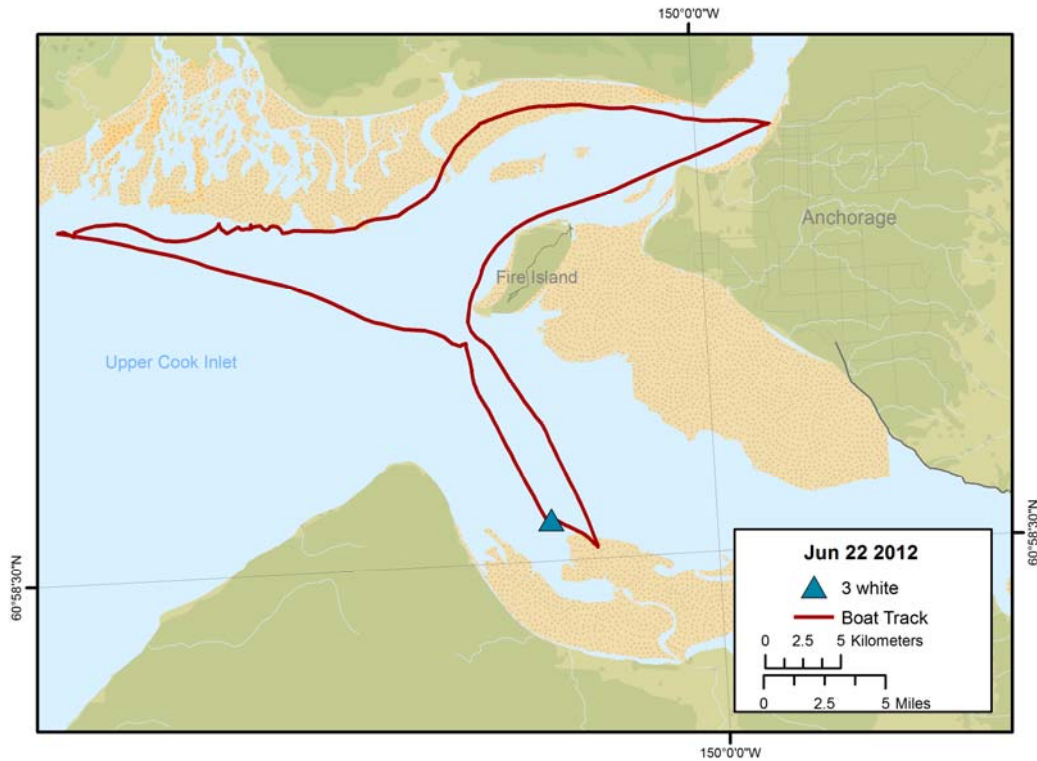 150°0'0"W
Anchorage
Fire Island
Upper Cook Inlet
60°58'30"N
60°58'30"N
Jun 22 2012
3 white
Boat Track
0 2.5 5 Kilometers
0 2.5 5 Miles
150°0'0"W